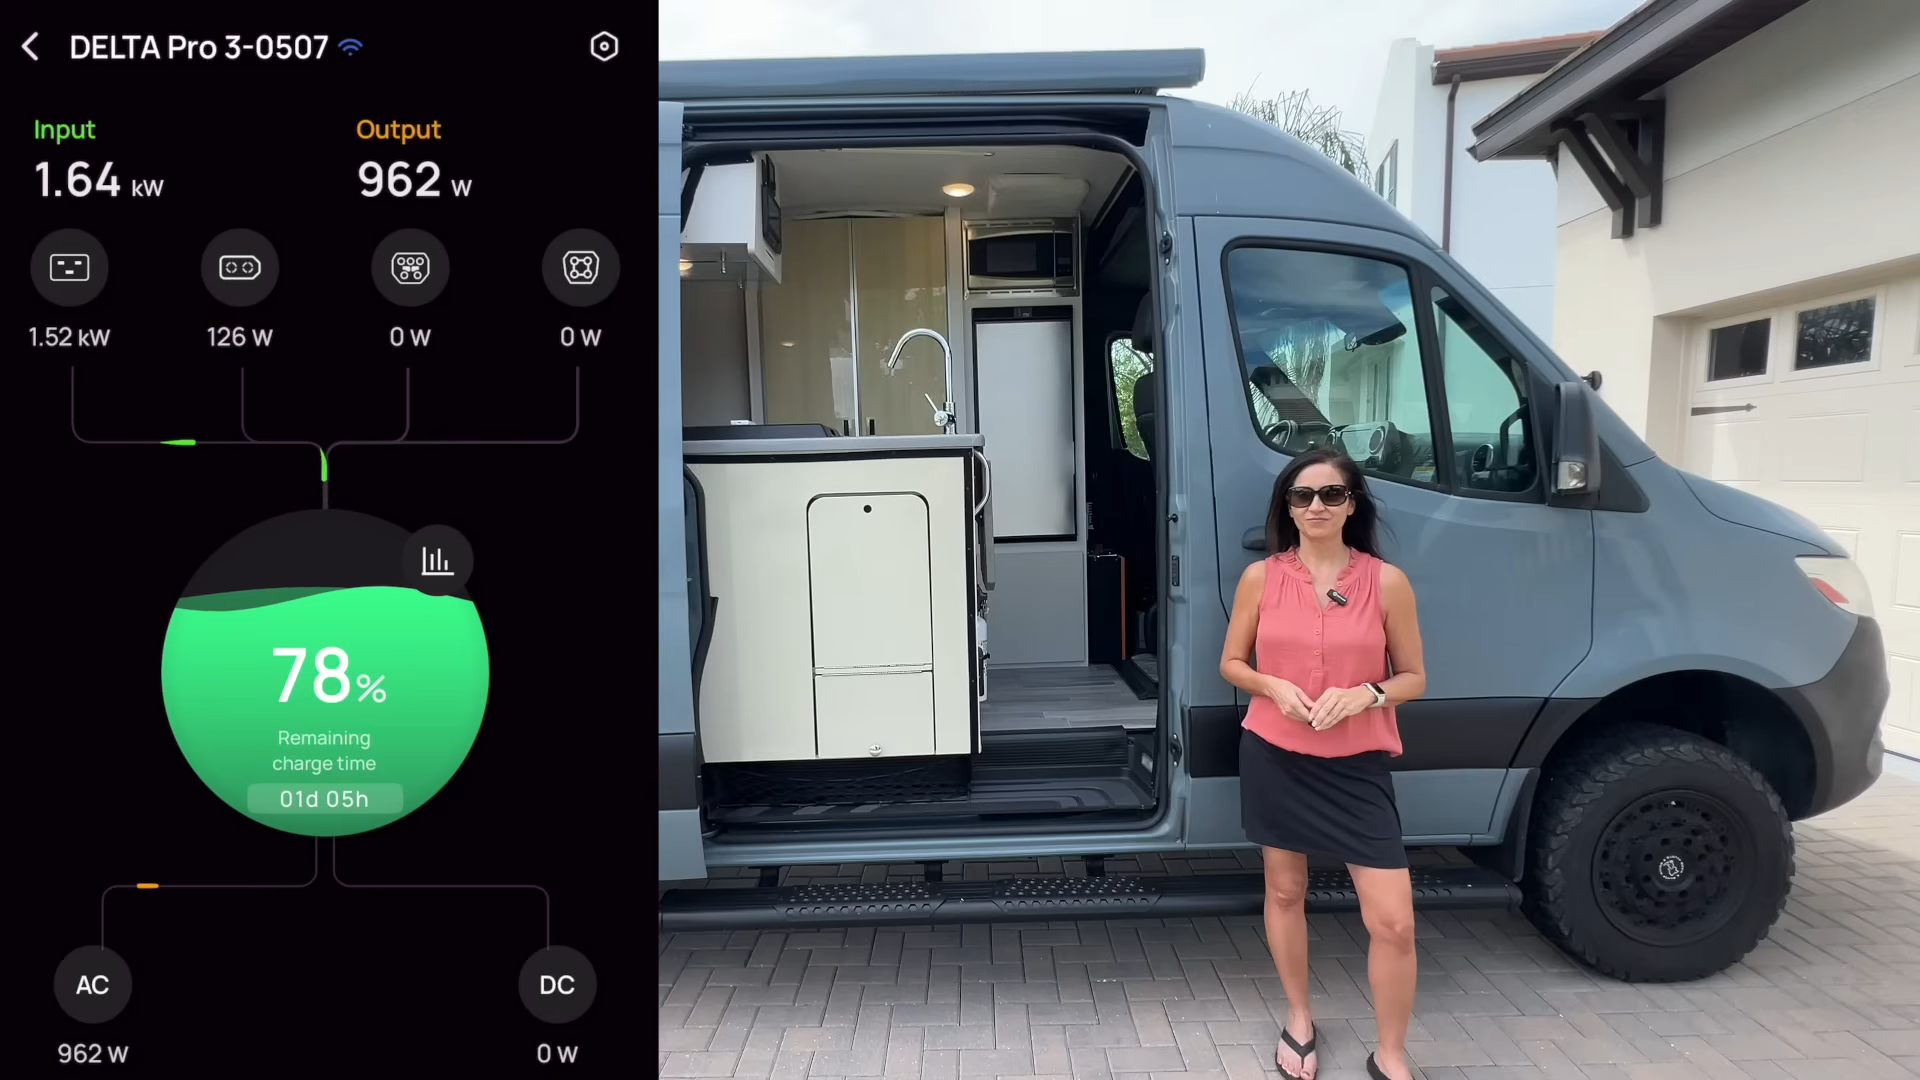 DELTA Pro 3-0507
Input
Output
1.64 kW
962 W
1.52 kW
126 W
0 W
0 W
78%
Remaining
charge time
01d 05h
AC
DC
962 W
0 W